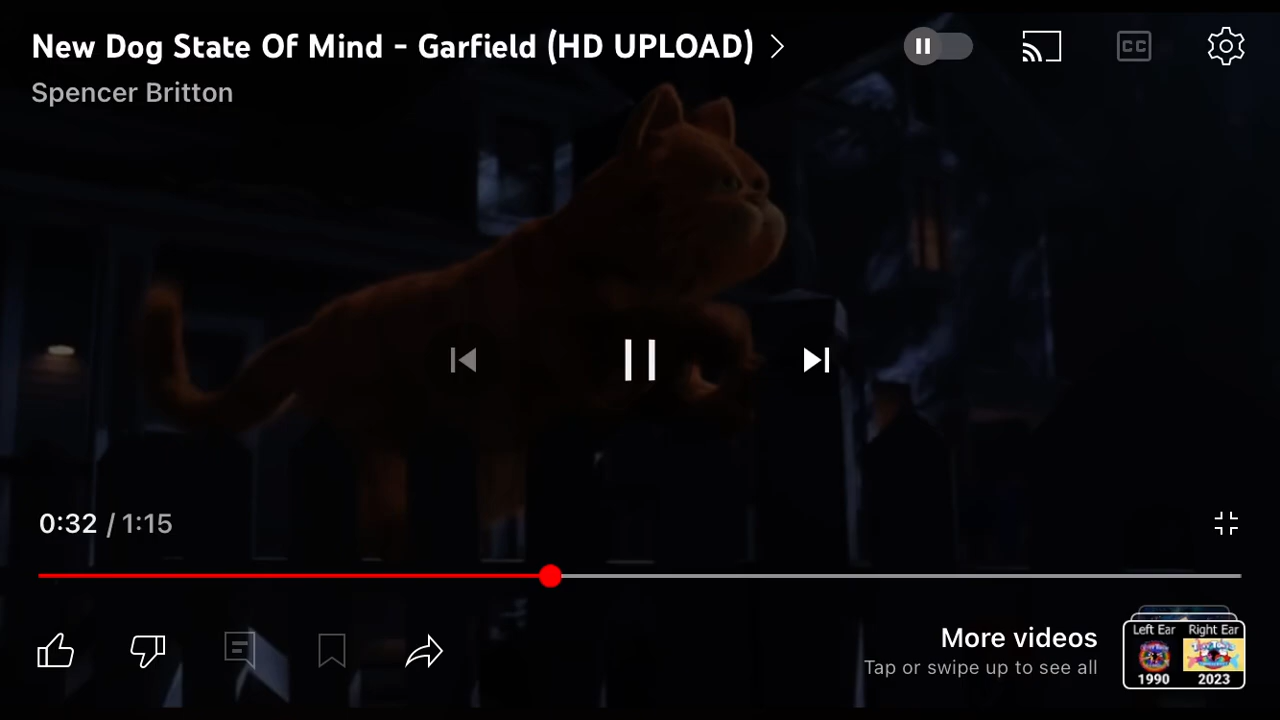 New Dog State Of Mind - Garfield (HD UPLOAD)
Spencer Britton
CC
0:32 / 1:15
More videos
Tap or swipe up to see all
Left Ear Right Ear
1990 2023